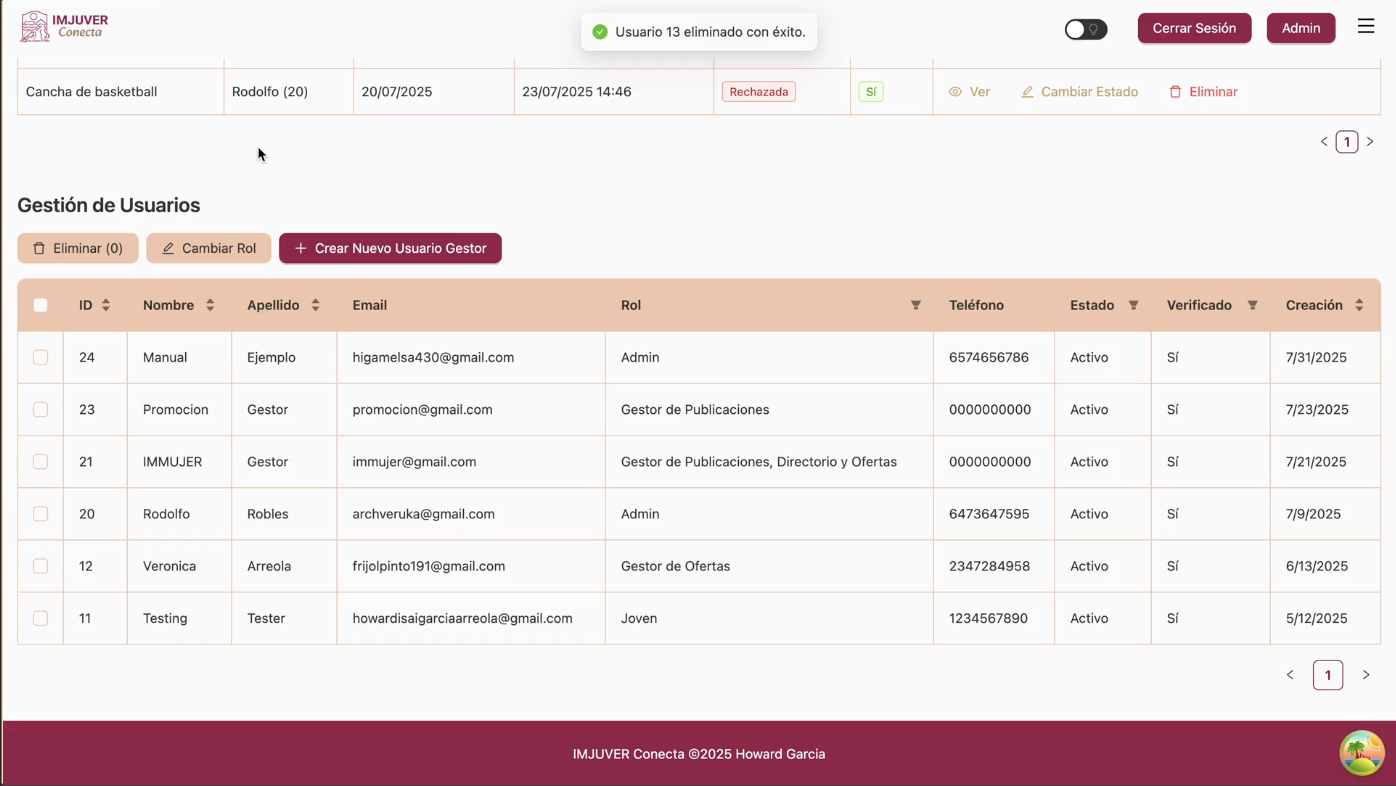 IMJUVER
Conecta
Usuario 13 eliminado con éxito.
Cerrar Sesión
Admin
Cancha de basketball Rodolfo (20) 20/07/2025 23/07/2025 14:46 Rechazada Sí Ver Cambiar Estado Eliminar
< 1 >
Gestión de Usuarios
Eliminar (0) Cambiar Rol + Crear Nuevo Usuario Gestor
ID Nombre Apellido Email Rol Teléfono Estado Verificado Creación
24 Manual Ejemplo higamelsa430@gmail.com Admin 6574656786 Activo Sí 7/31/2025
23 Promocion Gestor promocion@gmail.com Gestor de Publicaciones 0000000000 Activo Sí 7/23/2025
21 IMMUJER Gestor immujer@gmail.com Gestor de Publicaciones, Directorio y Ofertas 0000000000 Activo Sí 7/21/2025
20 Rodolfo Robles archveruka@gmail.com Admin 6473647595 Activo Sí 7/9/2025
12 Veronica Arreola frijolpinto191@gmail.com Gestor de Ofertas 2347284958 Activo Sí 6/13/2025
11 Testing Tester howardisaigarciaarreola@gmail.com Joven 1234567890 Activo Sí 5/12/2025
< 1 >
IMJUVER Conecta ©2025 Howard Garcia